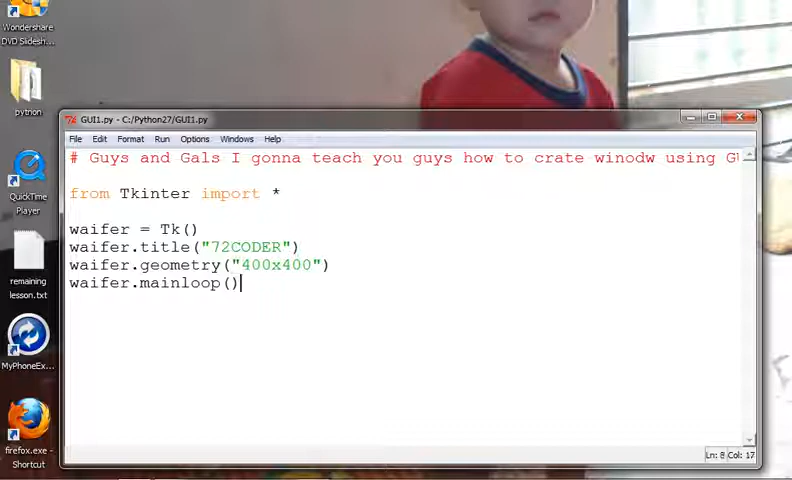 Wondershare
DVD Slidesh...
python
QuickTime
Player
remaining
lesson.txt
MyPhoneEx...
firefox.exe -
Shortcut
GUI1.py - C:/Python27/GUI1.py
File Edit Format Run Options Windows Help
# Guys and Gals I gonna teach you guys how to crate winodw using GU
from Tkinter import *
waifer = Tk()
waifer.title("72CODER")
waifer.geometry("400x400")
waifer.mainloop()
Ln: 8 Col: 17